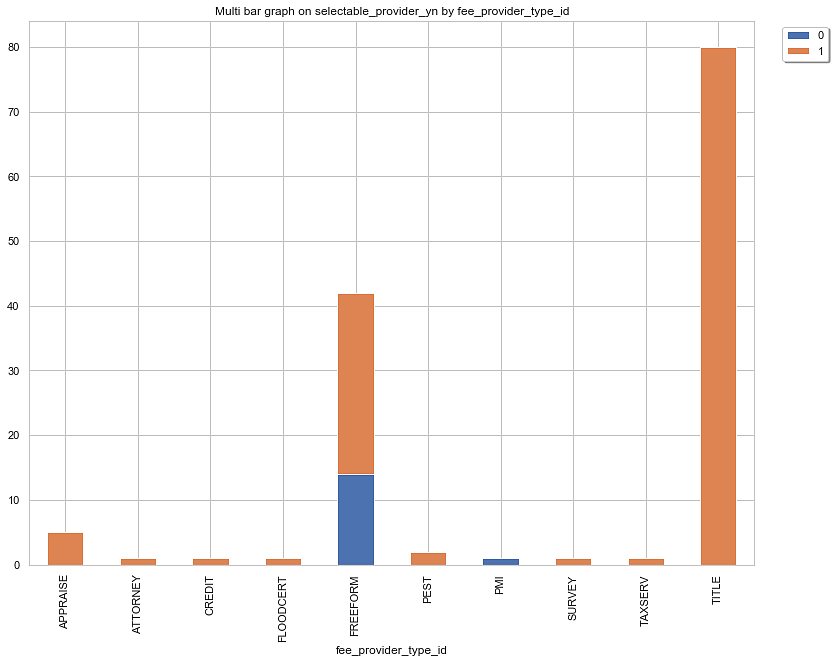 Multi bar graph on selectable_provider_yn by fee_provider_type_id
0
1
80
70
60
50
40
30
20
10
0
APPRAISE
ATTORNEY
CREDIT
FLOODCERT
FREEFORM
PEST
PMI
SURVEY
TAXSERV
TITLE
fee_provider_type_id